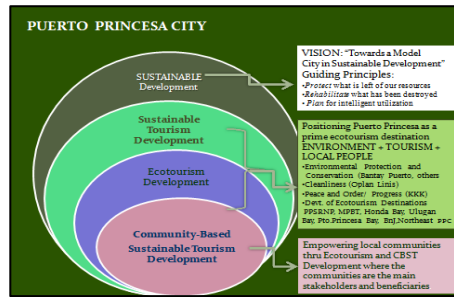 PUERTO PRINCESA CITY
SUSTAINABLE
Development
Sustainable
Tourism
Development
Ecotourism
Development
Community-Based
Sustainable Tourism
Development
VISION: "Towards a Model
City in Sustainable Development"
Guiding Principles:
•Protect what is left of our resources
•Rehabilitate what has been destroyed
•Plan for intelligent utilization
Positioning Puerto Princesa as a
prime ecotourism destination
ENVIRONMENT + TOURISM +
LOCAL PEOPLE
•Environmental Protection and
Conservation (Bantay Puerto, others
•Cleanliness (Oplan Linis)
•Peace and Order/ Progress (KKK)
•Devt. of Ecotourism Destinations
PPSRNP, MPBT, Honda Bay, Ulugan
Bay, Pto.Princesa Bay, BnJ,Northeast PPC
Empowering local communities
thru Ecotourism and CBST
Development where the
communities are the main
stakeholders and beneficiaries